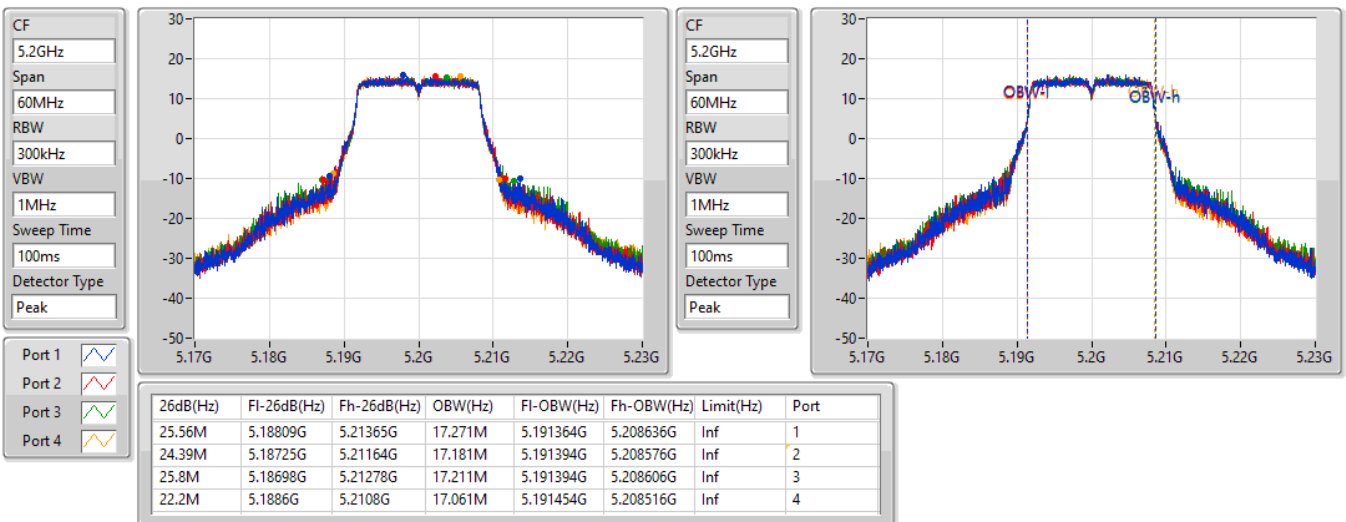 CF
5.2GHz
Span
60MHz
RBW
300kHz
VBW
1MHz
Sweep Time
100ms
Detector Type
Peak
30
20
10
0
-10
-20
-30
-40
-50
5.17G 5.18G 5.19G 5.2G 5.21G 5.22G 5.23G
CF
5.2GHz
Span
60MHz
RBW
300kHz
VBW
1MHz
Sweep Time
100ms
Detector Type
Peak
30
20
10
0
-10
-20
-30
-40
-50
OBW-l
OBW-h
5.17G 5.18G 5.19G 5.2G 5.21G 5.22G 5.23G
Port 1
Port 2
Port 3
Port 4
26dB(Hz) Fl-26dB(Hz) Fh-26dB(Hz) OBW(Hz) Fl-OBW(Hz) Fh-OBW(Hz) Limit(Hz) Port
25.56M 5.18809G 5.21365G 17.271M 5.191364G 5.208636G Inf 1
24.39M 5.18725G 5.21164G 17.181M 5.191394G 5.208576G Inf 2
25.8M 5.18698G 5.21278G 17.211M 5.191394G 5.208606G Inf 3
22.2M 5.1886G 5.2108G 17.061M 5.191454G 5.208516G Inf 4